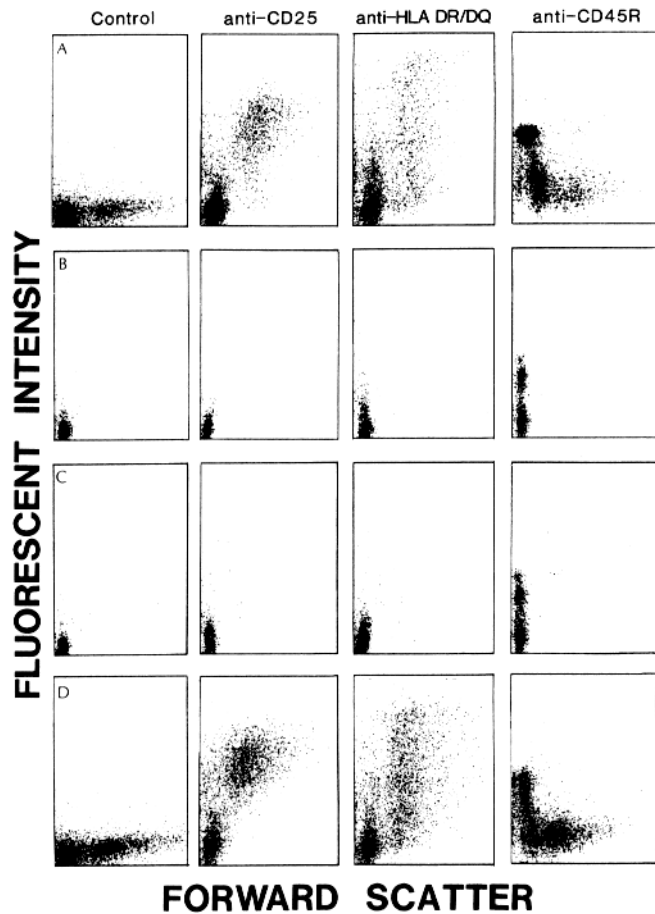 Control anti-CD25 anti-HLA DR/DQ anti-CD45R
A
B
C
D
FLUORESCENT INTENSITY
FORWARD SCATTER